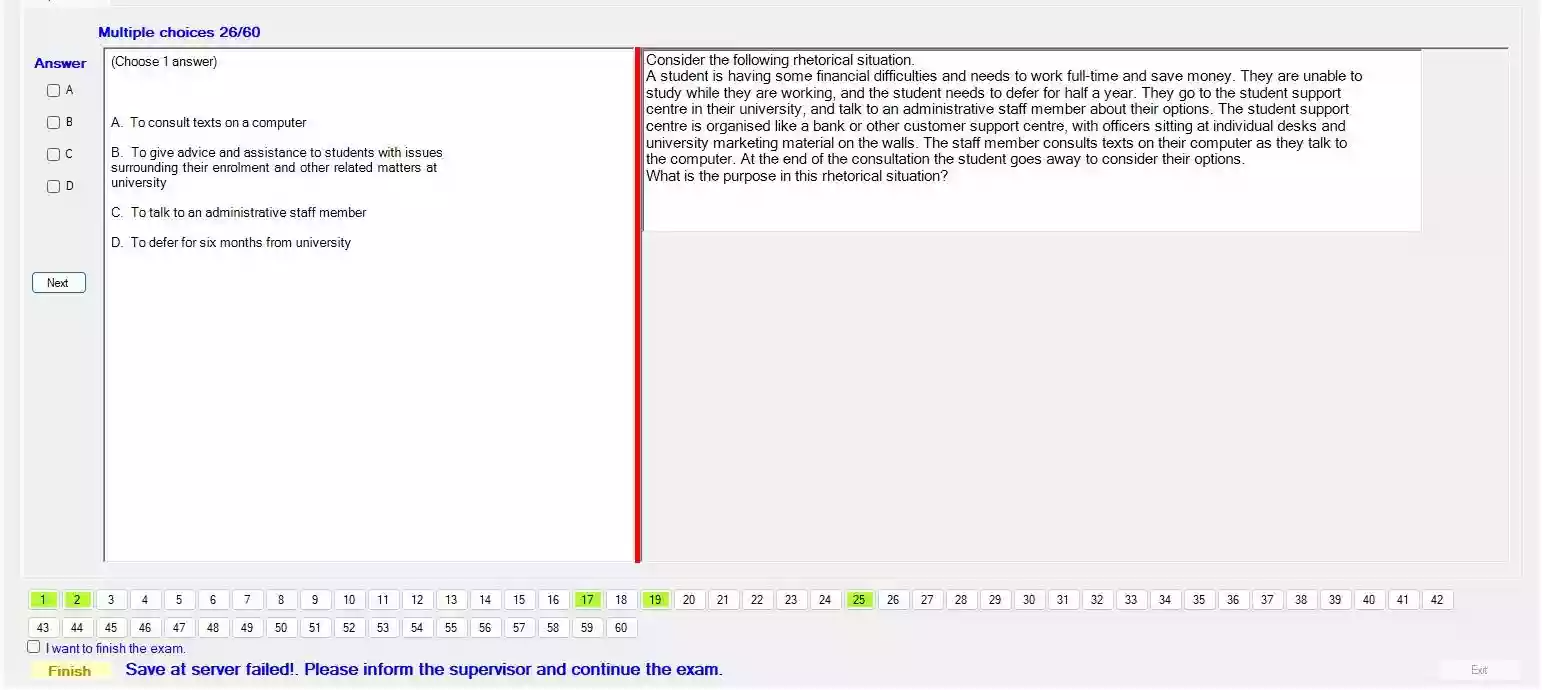 Multiple choices 26/60
Answer
(Choose 1 answer)
A
B
C
D
A. To consult texts on a computer
B. To give advice and assistance to students with issues
surrounding their enrolment and other related matters at
university
C. To talk to an administrative staff member
D. To defer for six months from university
Next
Consider the following rhetorical situation.
A student is having some financial difficulties and needs to work full-time and save money. They are unable to
study while they are working, and the student needs to defer for half a year. They go to the student support
centre in their university, and talk to an administrative staff member about their options. The student support
centre is organised like a bank or other customer support centre, with officers sitting at individual desks and
university marketing material on the walls. The staff member consults texts on their computer as they talk to
the computer. At the end of the consultation the student goes away to consider their options.
What is the purpose in this rhetorical situation?
1 2 3 4 5 6 7 8 9 10 11 12 13 14 15 16 17 18 19 20 21 22 23 24 25 26 27 28 29 30 31 32 33 34 35 36 37 38 39 40 41 42
43 44 45 46 47 48 49 50 51 52 53 54 55 56 57 58 59 60
I want to finish the exam.
Finish Save at server failed!. Please inform the supervisor and continue the exam. Exit